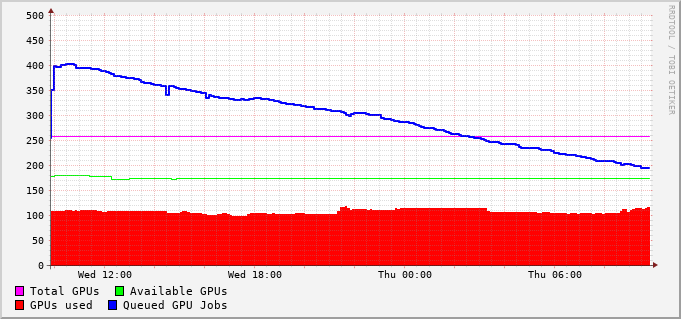 500
450
400
350
300
250
200
150
100
50
0
Wed 12:00 Wed 18:00 Thu 00:00 Thu 06:00
Total GPUs Available GPUs
GPUs used Queued GPU Jobs
RRDTOOL / TOBI OETIKER